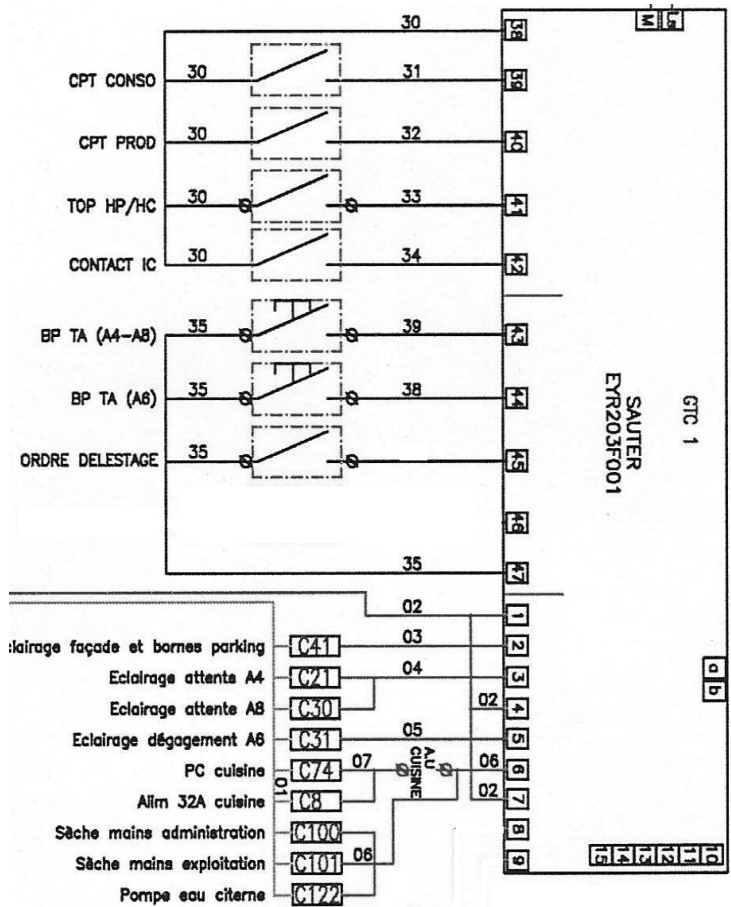 30 38 M Ls
CPT CONSO 30 31 39
CPT PROD 30 32 40
TOP HP/HC 30 33 41
CONTACT IC 30 34 42
BP TA (A4-A8) 35 39 43
BP TA (A6) 35 38 44
ORDRE DELESTAGE 35 45
46
35 47
GTC 1
SAUTER
EYR203F001
02 1
clairage façade et bornes parking C41 03 2
Eclairage attente A4 C21 04 3
Eclairage attente A8 C30 02 4
Eclairage dégagement A6 C31 05 5
PC cuisine C74 07 A.U CUISINE 06 6
Alim 32A cuisine C8 02 7
01
Sèche mains administration C100 8
Sèche mains exploitation C101 06 9
Pompe eau citerne C122
a
b
15 14 13 12 11 10